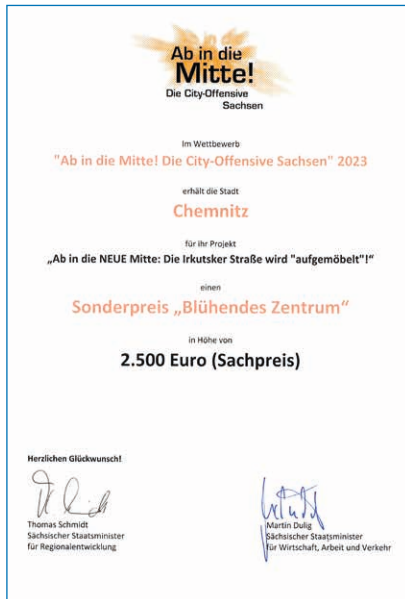 Ab in die
Mitte!
Die City-Offensive
Sachsen
Im Wettbewerb
"Ab in die Mitte! Die City-Offensive Sachsen" 2023
erhält die Stadt
Chemnitz
für ihr Projekt
„Ab in die NEUE Mitte: Die Irkutsker Straße wird "aufgemöbelt"!“
einen
Sonderpreis „Blühendes Zentrum“
in Höhe von
2.500 Euro (Sachpreis)
Herzlichen Glückwunsch!
Thomas Schmidt
Sächsischer Staatsminister
für Regionalentwicklung
Martin Dulig
Sächsischer Staatsminister
für Wirtschaft, Arbeit und Verkehr